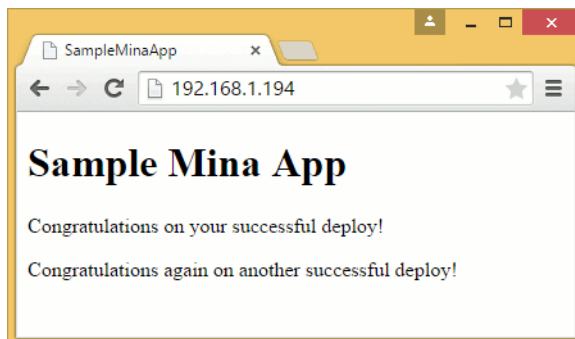 SampleMinaApp
192.168.1.194
Sample Mina App
Congratulations on your successful deploy!
Congratulations again on another successful deploy!